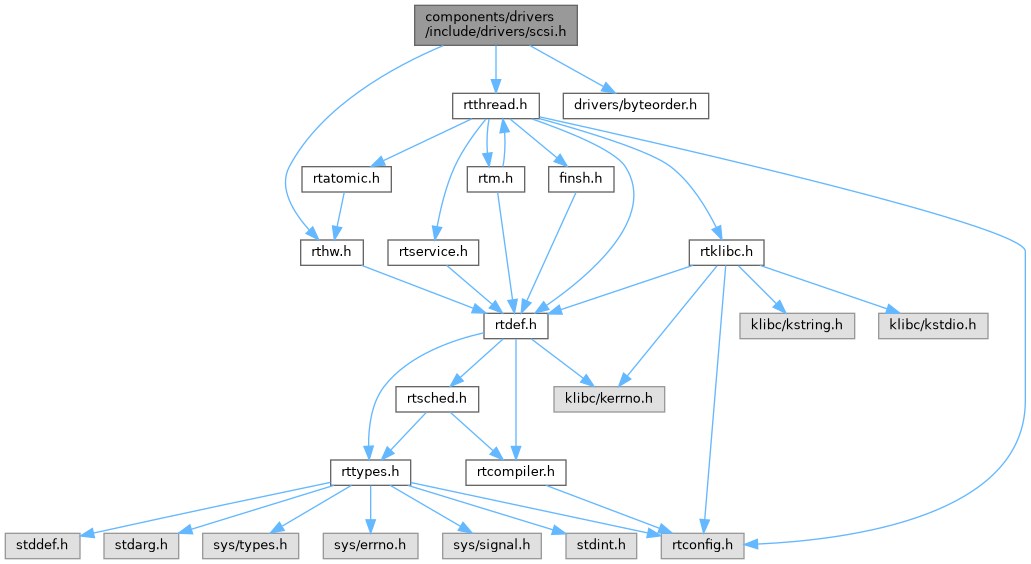 components/drivers
/include/drivers/scsi.h
rtthread.h
drivers/byteorder.h
rtatomic.h
rtm.h
finsh.h
rthw.h
rtservice.h
rtklibc.h
rtdef.h
klibc/kstring.h
klibc/kstdio.h
rtsched.h
klibc/kerrno.h
rttypes.h
rtcompiler.h
stddef.h
stdarg.h
sys/types.h
sys/errno.h
sys/signal.h
stdint.h
rtconfig.h